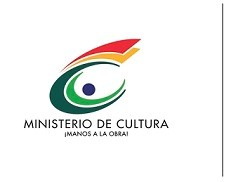 MINISTERIO DE CULTURA
¡MANOS A LA OBRA!